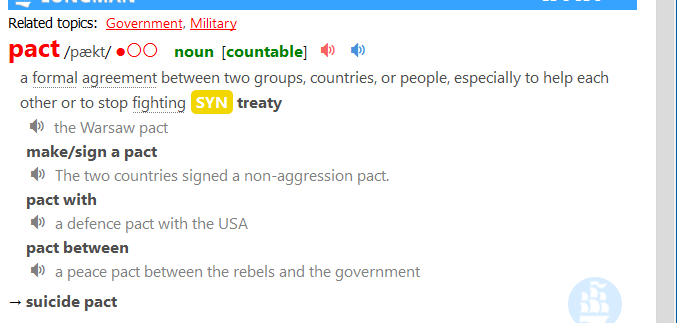 Related topics: Government, Military
pact /pækt/ ●○○ noun [countable]
a formal agreement between two groups, countries, or people, especially to help each
other or to stop fighting SYN treaty
the Warsaw pact
make/sign a pact
The two countries signed a non-aggression pact.
pact with
a defence pact with the USA
pact between
a peace pact between the rebels and the government
→ suicide pact